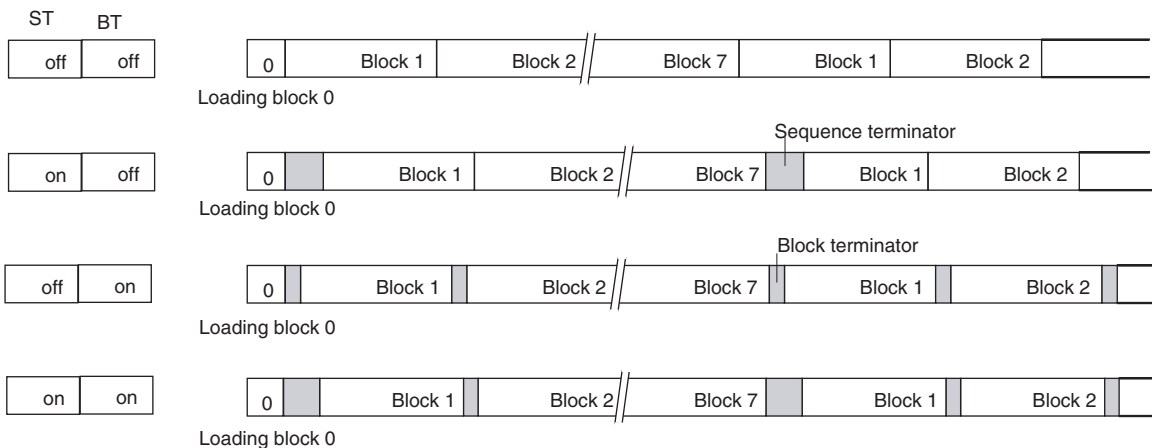 ST BT
off off 0 Block 1 Block 2 Block 7 Block 1 Block 2
Loading block 0
Sequence terminator
on off 0 Block 1 Block 2 Block 7 Block 1 Block 2
Loading block 0
Block terminator
off on 0 Block 1 Block 2 Block 7 Block 1 Block 2
Loading block 0
on on 0 Block 1 Block 2 Block 7 Block 1 Block 2
Loading block 0